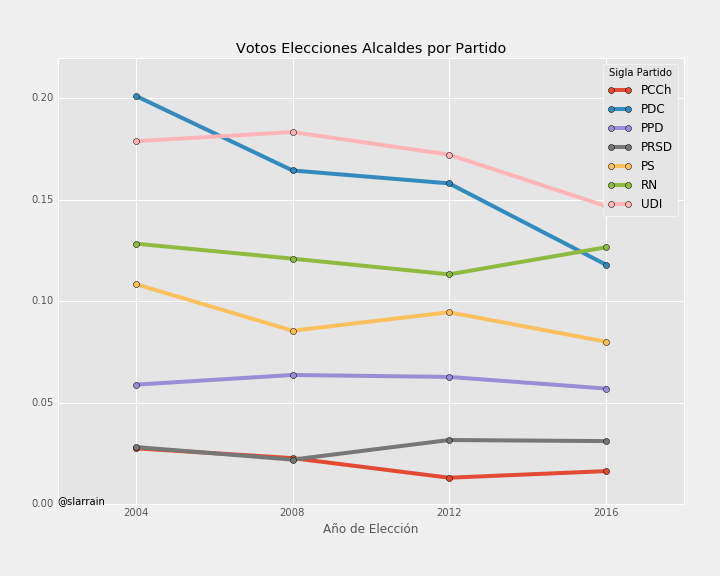 Votos Elecciones Alcaldes por Partido
Sigla Partido
PCCh
PDC
PPD
PRSD
PS
RN
UDI
0.20
0.15
0.10
0.05
0.00
@slarrain
2004
2008
2012
2016
Año de Elección